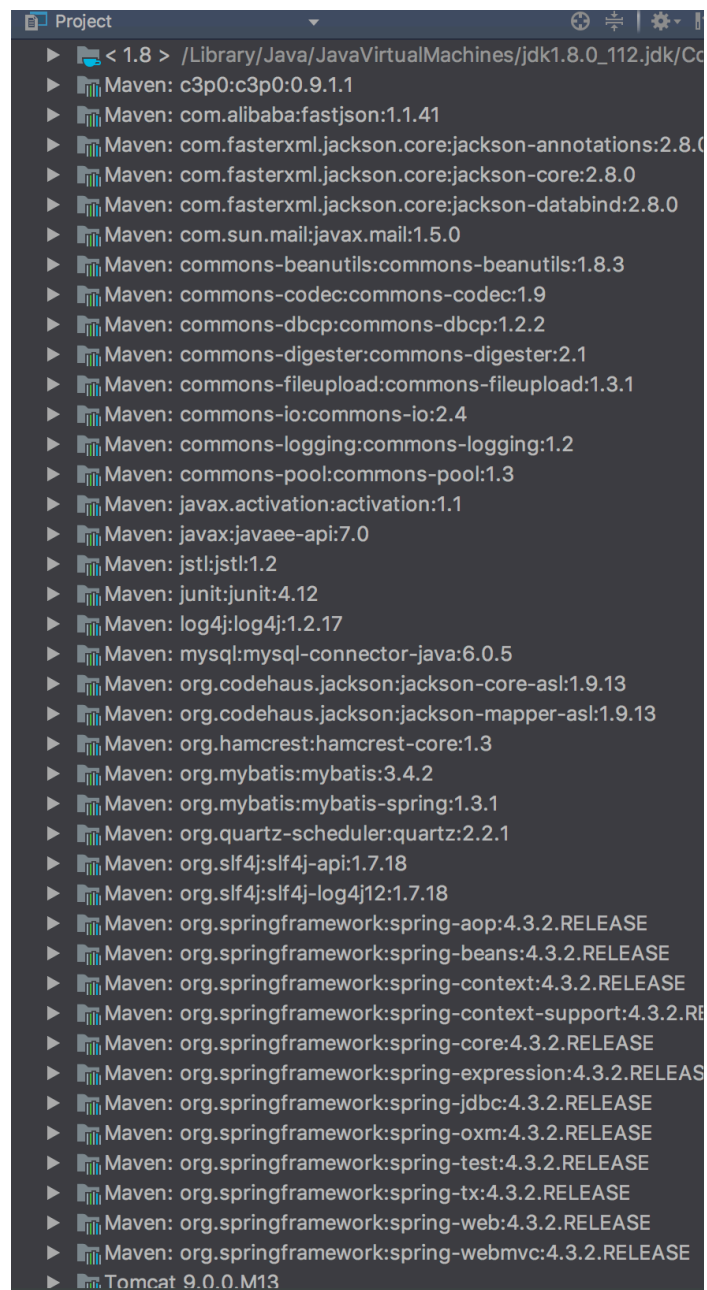 Project
< 1.8 > /Library/Java/JavaVirtualMachines/jdk1.8.0_112.jdk/Co
Maven: c3p0:c3p0:0.9.1.1
Maven: com.alibaba:fastjson:1.1.41
Maven: com.fasterxml.jackson.core:jackson-annotations:2.8.0
Maven: com.fasterxml.jackson.core:jackson-core:2.8.0
Maven: com.fasterxml.jackson.core:jackson-databind:2.8.0
Maven: com.sun.mail:javax.mail:1.5.0
Maven: commons-beanutils:commons-beanutils:1.8.3
Maven: commons-codec:commons-codec:1.9
Maven: commons-dbcp:commons-dbcp:1.2.2
Maven: commons-digester:commons-digester:2.1
Maven: commons-fileupload:commons-fileupload:1.3.1
Maven: commons-io:commons-io:2.4
Maven: commons-logging:commons-logging:1.2
Maven: commons-pool:commons-pool:1.3
Maven: javax.activation:activation:1.1
Maven: javax:javaee-api:7.0
Maven: jstl:jstl:1.2
Maven: junit:junit:4.12
Maven: log4j:log4j:1.2.17
Maven: mysql:mysql-connector-java:6.0.5
Maven: org.codehaus.jackson:jackson-core-asl:1.9.13
Maven: org.codehaus.jackson:jackson-mapper-asl:1.9.13
Maven: org.hamcrest:hamcrest-core:1.3
Maven: org.mybatis:mybatis:3.4.2
Maven: org.mybatis:mybatis-spring:1.3.1
Maven: org.quartz-scheduler:quartz:2.2.1
Maven: org.slf4j:slf4j-api:1.7.18
Maven: org.slf4j:slf4j-log4j12:1.7.18
Maven: org.springframework:spring-aop:4.3.2.RELEASE
Maven: org.springframework:spring-beans:4.3.2.RELEASE
Maven: org.springframework:spring-context:4.3.2.RELEASE
Maven: org.springframework:spring-context-support:4.3.2.RE
Maven: org.springframework:spring-core:4.3.2.RELEASE
Maven: org.springframework:spring-expression:4.3.2.RELEAS
Maven: org.springframework:spring-jdbc:4.3.2.RELEASE
Maven: org.springframework:spring-oxm:4.3.2.RELEASE
Maven: org.springframework:spring-test:4.3.2.RELEASE
Maven: org.springframework:spring-tx:4.3.2.RELEASE
Maven: org.springframework:spring-web:4.3.2.RELEASE
Maven: org.springframework:spring-webmvc:4.3.2.RELEASE
Tomcat 9.0.0.M13